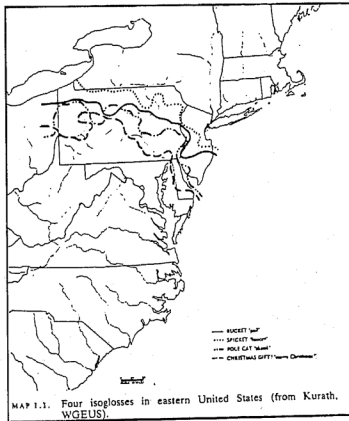 BUCKET "pail"
SPICKET "faucet"
POLE CAT "skunk"
CHRISTMAS GIFT! "merry Christmas"
MAP 1.1. Four isoglosses in eastern United States (from Kurath,
WGEUS).